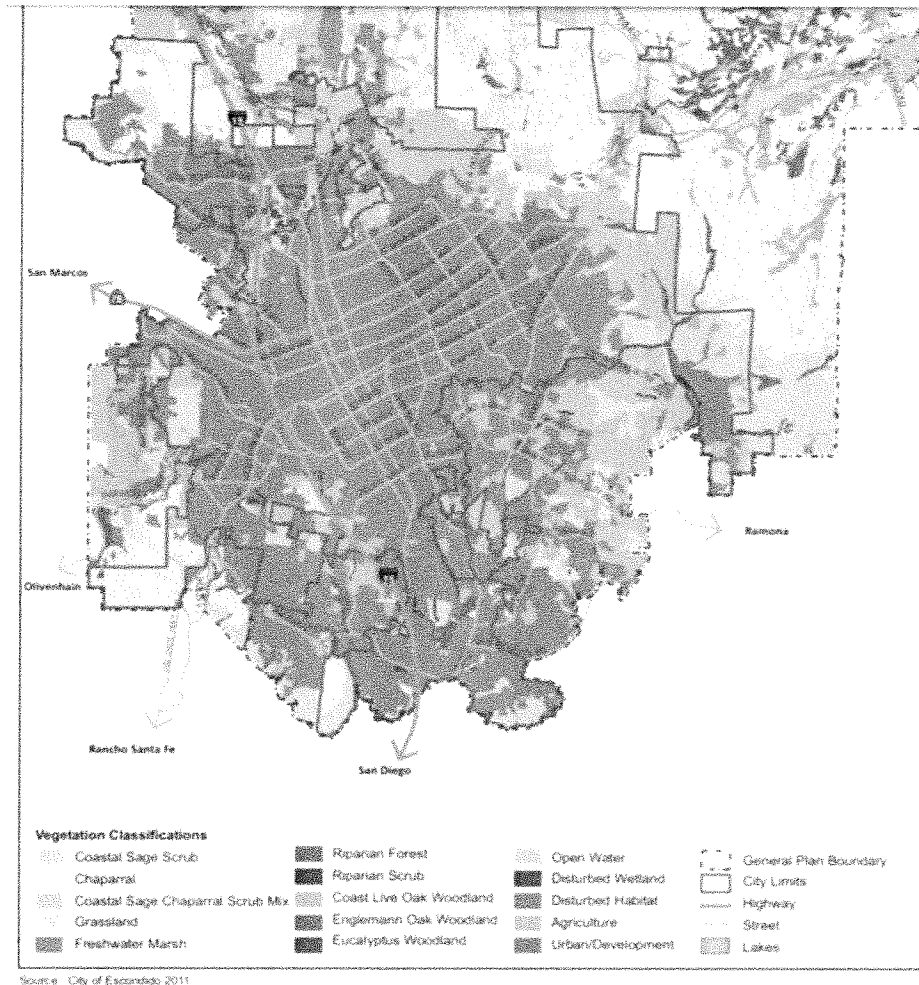 San Marcos
Ramona
Olivenhain
Rancho Santa Fe
San Diego
Vegetation Classifications
Coastal Sage Scrub
Chaparral
Coastal Sage Chaparral Scrub Mix
Grassland
Freshwater Marsh
Riparian Forest
Riparian Scrub
Coast Live Oak Woodland
Englemann Oak Woodland
Eucalyptus Woodland
Open Water
Disturbed Wetland
Disturbed Habitat
Agriculture
Urban/Development
General Plan Boundary
City Limits
Highway
Street
Lakes
Source City of Escondido 2011